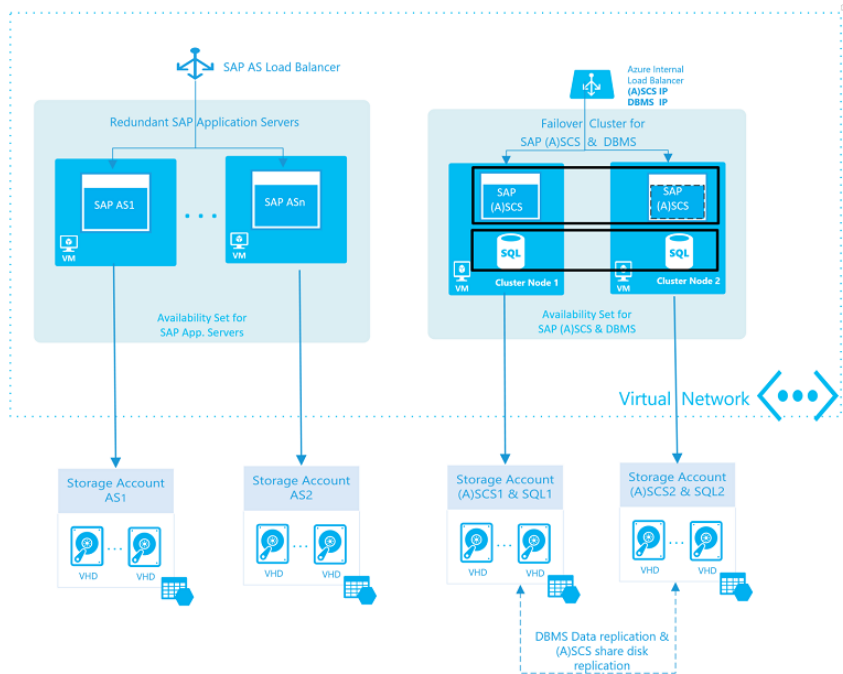 SAP AS Load Balancer
Azure Internal
Load Balancer
(A)SCS IP
DBMS IP
Redundant SAP Application Servers
Failover Cluster for
SAP (A)SCS & DBMS
SAP AS1
...
SAP ASn
VM
VM
SAP
(A)SCS
SAP
(A)SCS
SQL
SQL
VM
Cluster Node 1
VM
Cluster Node 2
Availability Set for
SAP App. Servers
Availability Set for
SAP (A)SCS & DBMS
Virtual Network
Storage Account
AS1
...
VHD
VHD
Storage Account
AS2
...
VHD
VHD
Storage Account
(A)SCS1 & SQL1
...
VHD
VHD
Storage Account
(A)SCS2 & SQL2
...
VHD
VHD
DBMS Data replication &
(A)SCS share disk
replication